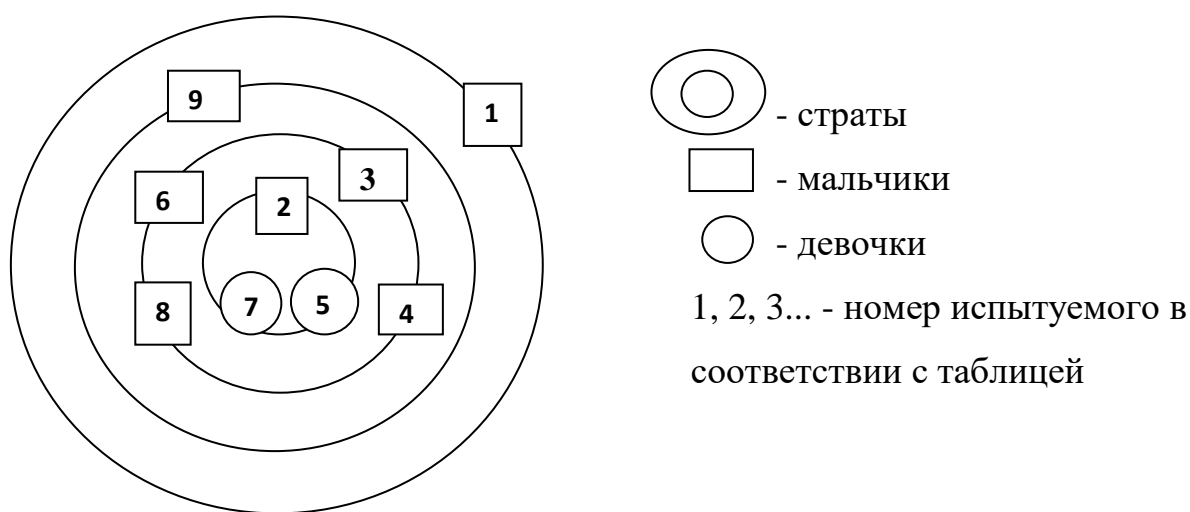 9
1
6
3
2
8
7
5
4
- страты
- мальчики
- девочки
1, 2, 3... - номер испытуемого в
соответствии с таблицей